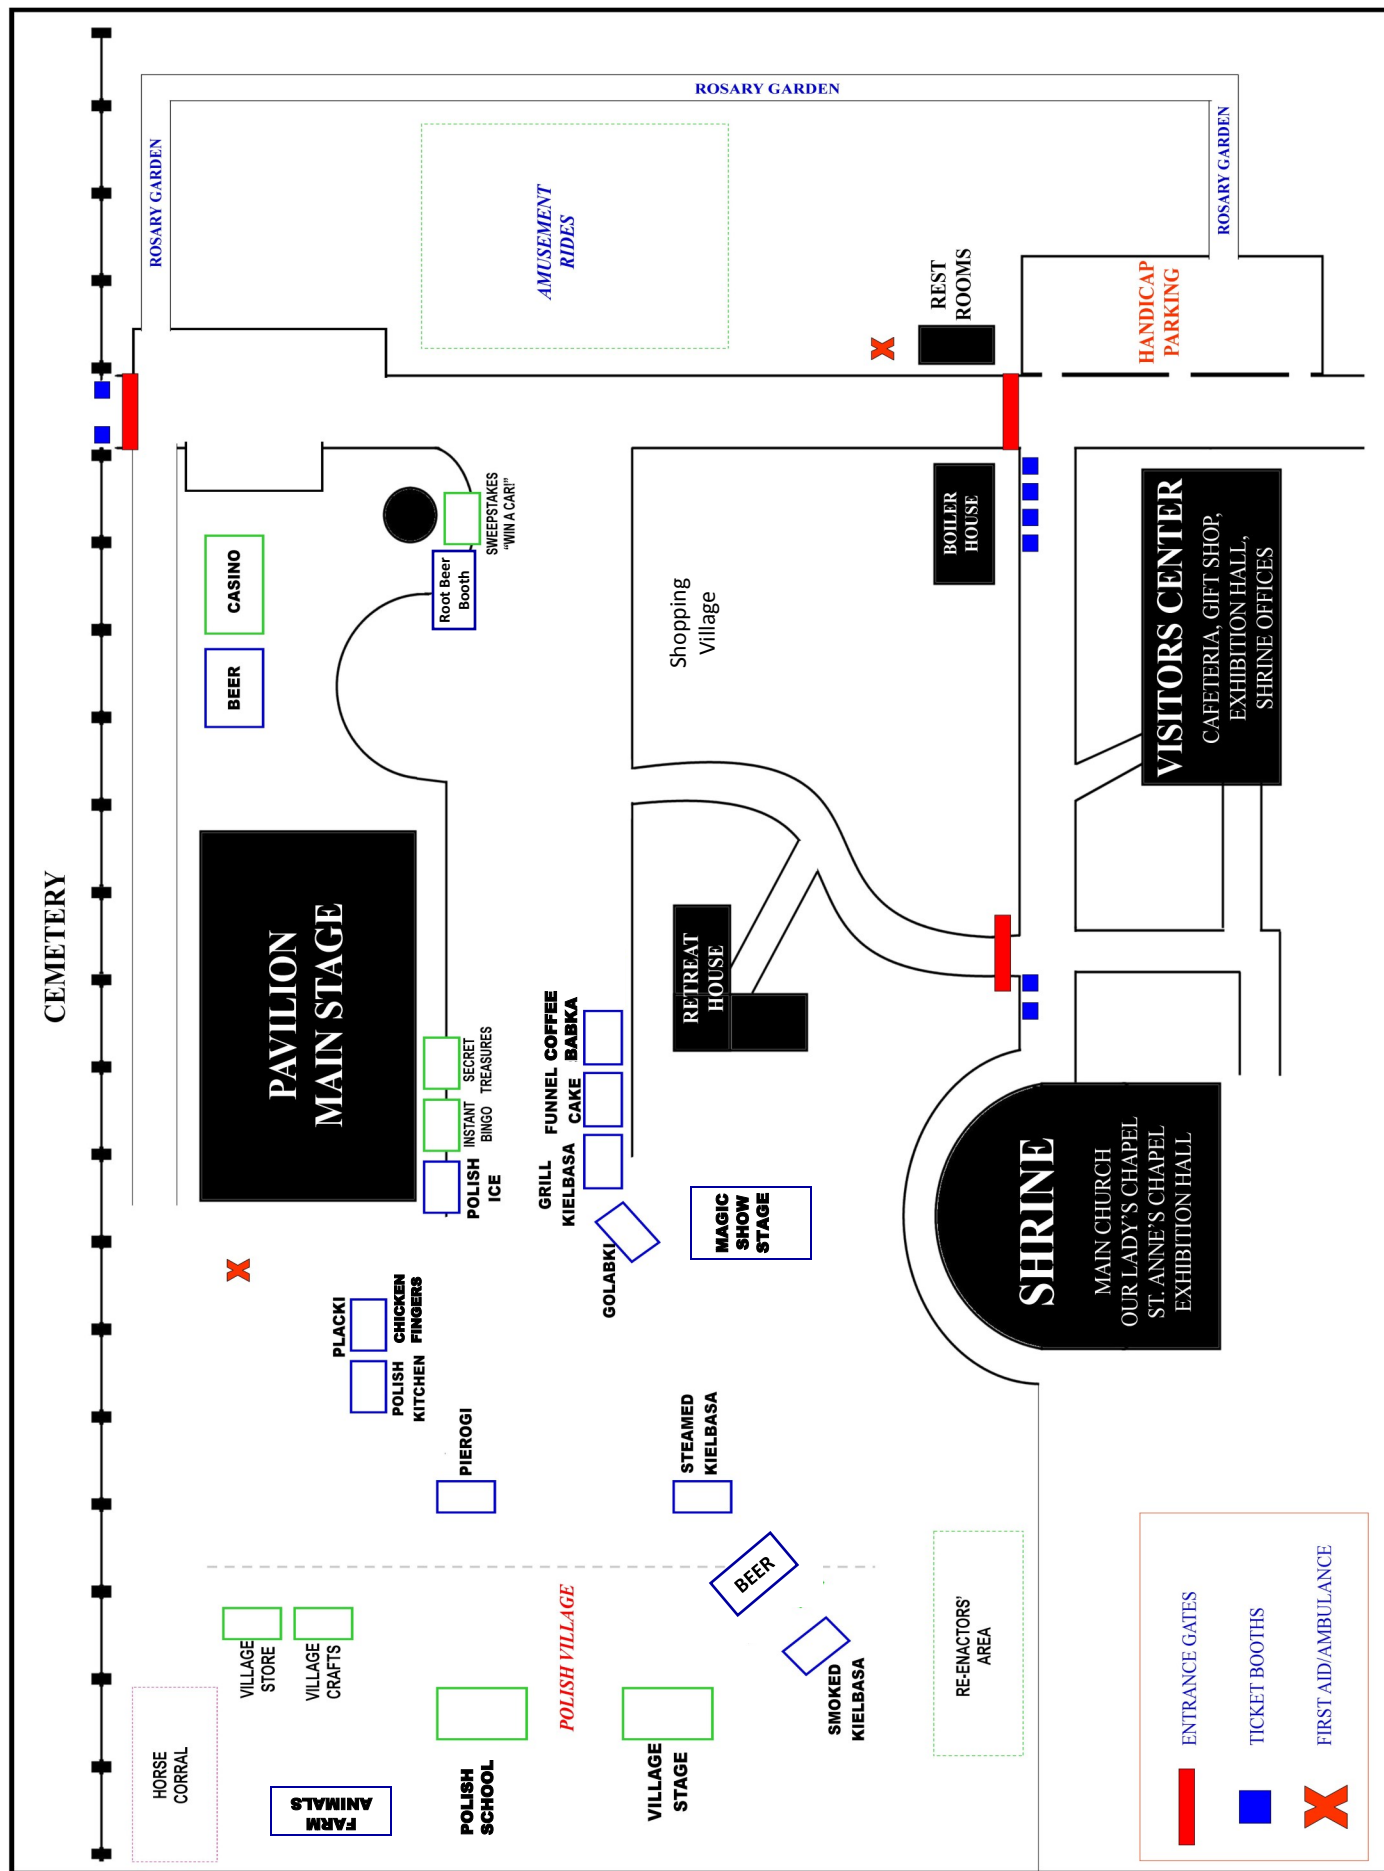 CEMETERY
ROSARY GARDEN
ROSARY GARDEN
ROSARY GARDEN
AMUSEMENT
RIDES
REST
ROOMS
HANDICAP
PARKING
CASINO
BEER
SWEEPSTAKES
"WIN A CAR!"
Root Beer
Booth
Shopping
Village
BOILER
HOUSE
VISITORS CENTER
CAFETERIA, GIFT SHOP,
EXHIBITION HALL,
SHRINE OFFICES
PAVILION
MAIN STAGE
RETREAT
HOUSE
SECRET
TREASURES
INSTANT
BINGO
POLISH
ICE
COFFEE
BABKA
FUNNEL
CAKE
GRILL
KIELBASA
GOLABKI
MAGIC
SHOW
STAGE
SHRINE
MAIN CHURCH
OUR LADY'S CHAPEL
ST. ANNE'S CHAPEL
EXHIBITION HALL
PLACKI
CHICKEN
FINGERS
POLISH
KITCHEN
PIEROGI
STEAMED
KIELBASA
BEER
SMOKED
KIELBASA
POLISH VILLAGE
VILLAGE
STORE
VILLAGE
CRAFTS
HORSE
CORRAL
FARM
ANIMALS
POLISH
SCHOOL
VILLAGE
STAGE
RE-ENACTORS'
AREA
ENTRANCE GATES
TICKET BOOTHS
FIRST AID/AMBULANCE